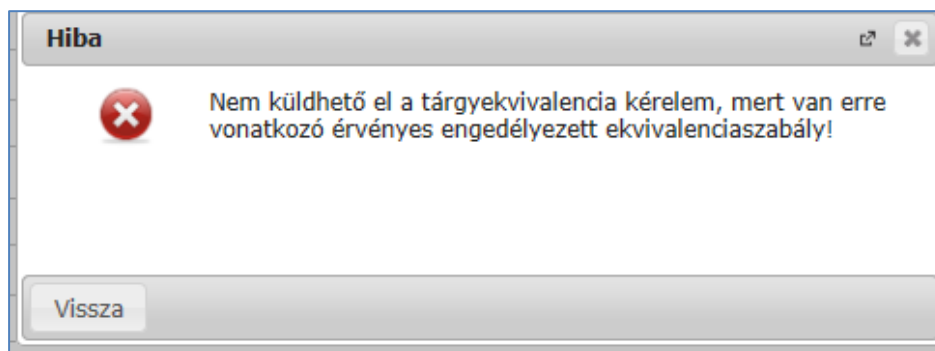 Hiba
Nem küldhető el a tárgyekvivalencia kérelem, mert van erre
vonatkozó érvényes engedélyezett ekvivalenciaszabály!
Vissza